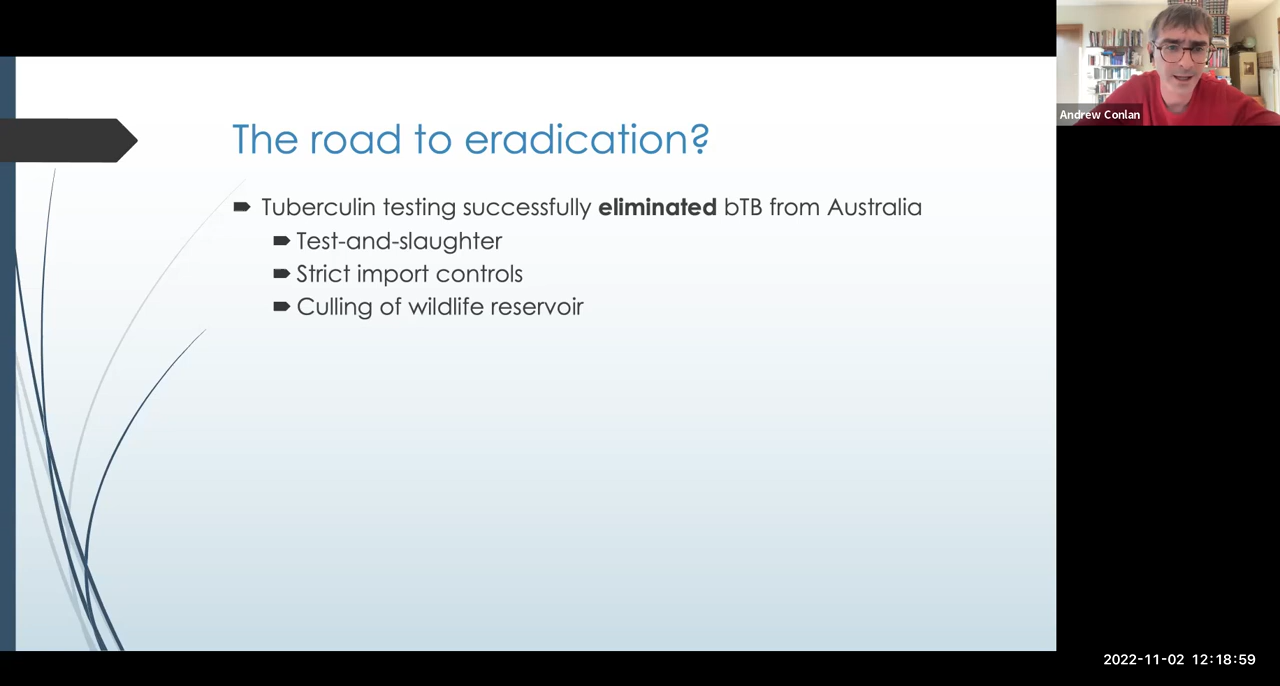 The road to eradication?
Tuberculin testing successfully eliminated bTB from Australia
Test-and-slaughter
Strict import controls
Culling of wildlife reservoir
Andrew Conlan
2022-11-02 12:18:59